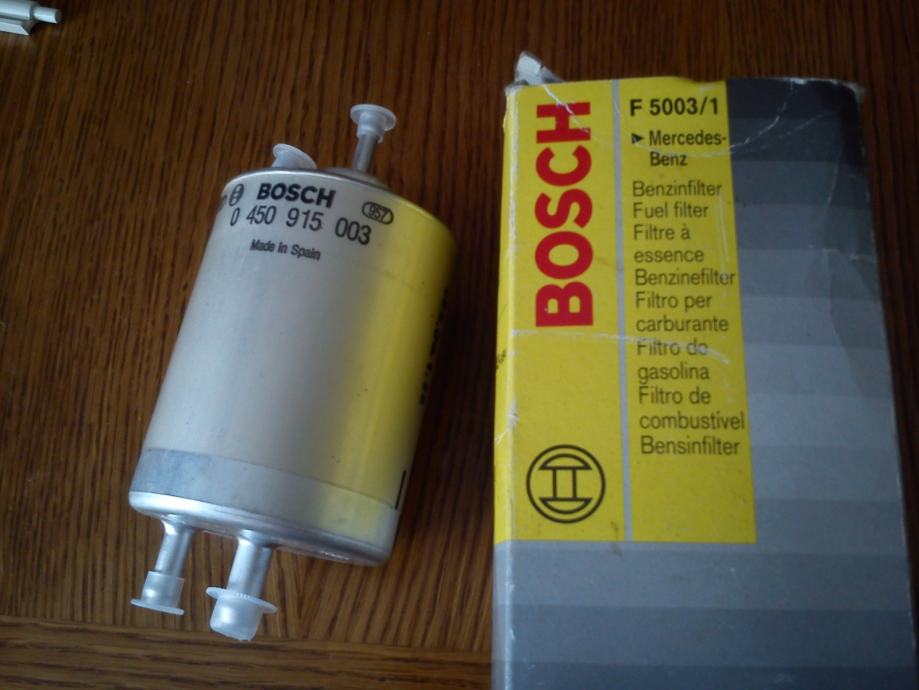 BOSCH
0 450 915 003
957
Made in Spain
BOSCH
F 5003/1
Mercedes-
Benz
Benzinfilter
Fuel filter
Filtre à
essence
Benzinefilter
Filtro per
carburante
Filtro de
gasolina
Filtro de
combustível
Bensinfilter